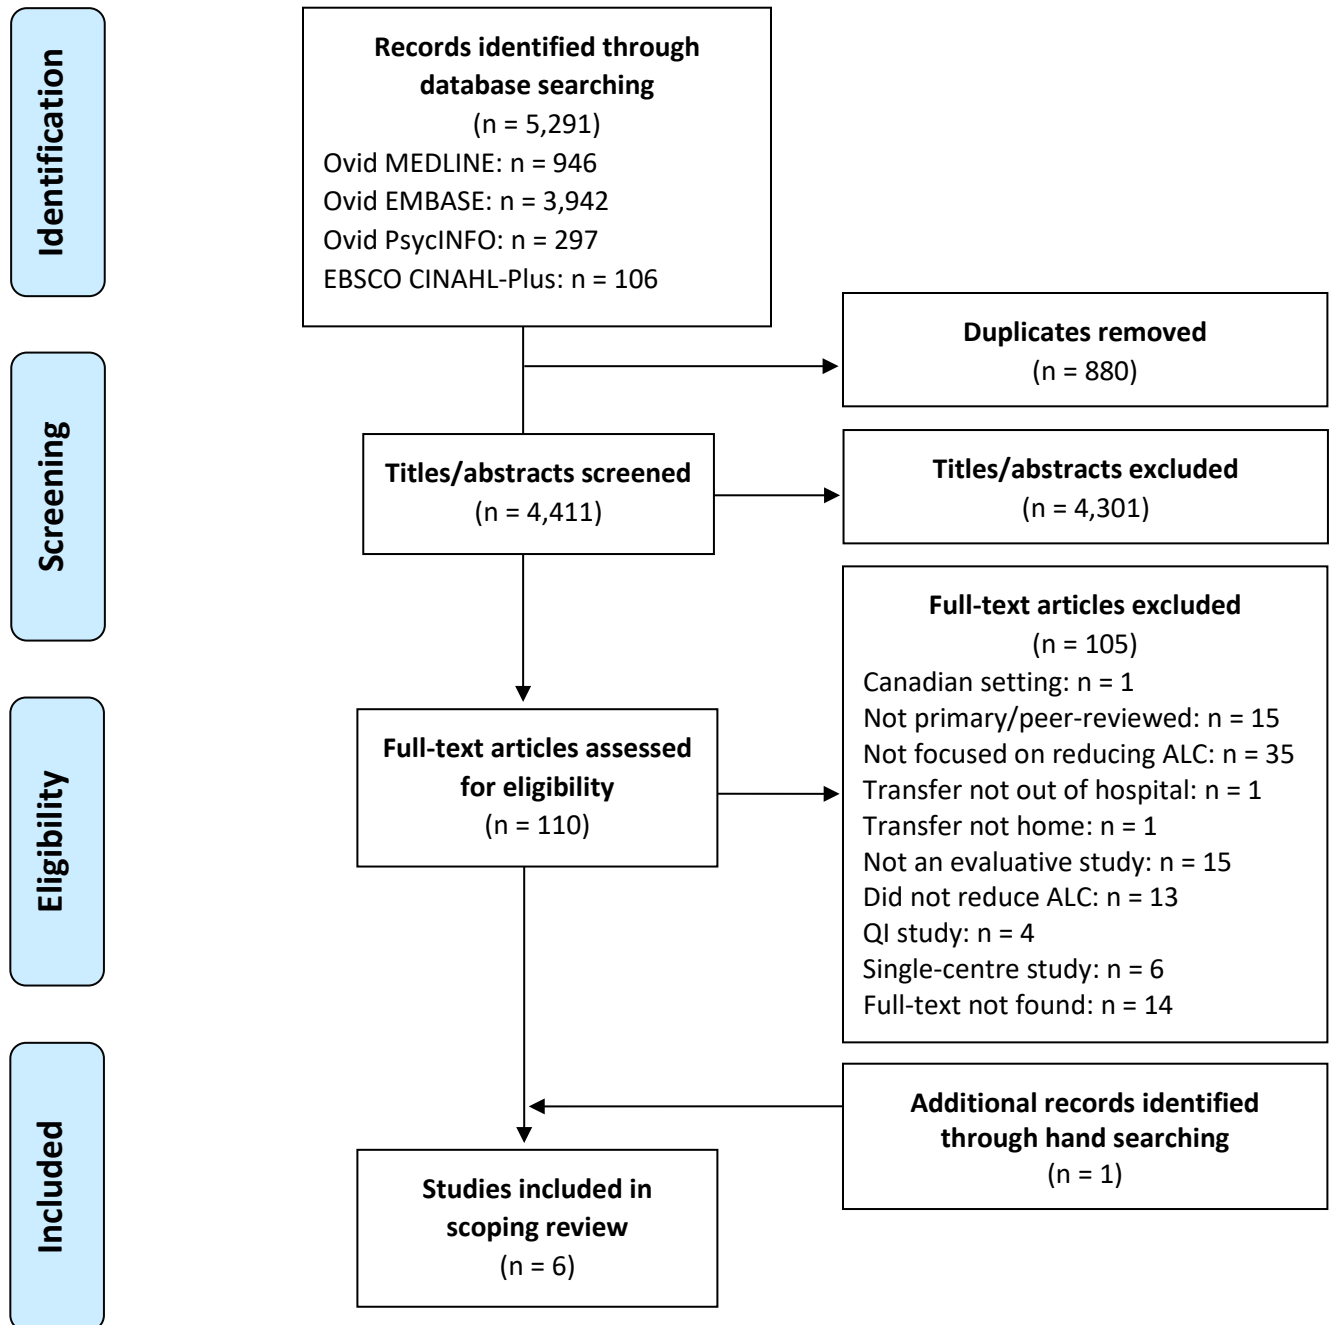 Identification
Records identified through
database searching
(n = 5,291)
Ovid MEDLINE: n = 946
Ovid EMBASE: n = 3,942
Ovid PsycINFO: n = 297
EBSCO CINAHL-Plus: n = 106
Duplicates removed
(n = 880)
Screening
Titles/abstracts screened
(n = 4,411)
Titles/abstracts excluded
(n = 4,301)
Full-text articles excluded
(n = 105)
Canadian setting: n = 1
Not primary/peer-reviewed: n = 15
Not focused on reducing ALC: n = 35
Transfer not out of hospital: n = 1
Transfer not home: n = 1
Not an evaluative study: n = 15
Did not reduce ALC: n = 13
QI study: n = 4
Single-centre study: n = 6
Full-text not found: n = 14
Eligibility
Full-text articles assessed
for eligibility
(n = 110)
Additional records identified
through hand searching
(n = 1)
Included
Studies included in
scoping review
(n = 6)